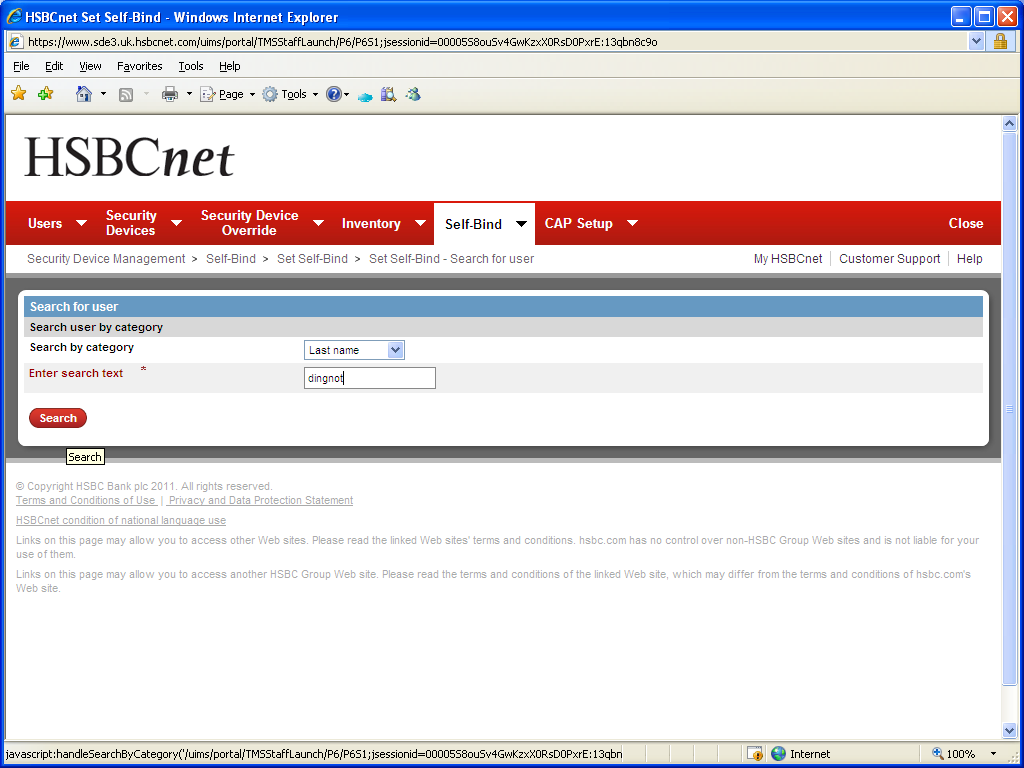 HSBCnet Set Self-Bind - Windows Internet Explorer
https://www.sde3.uk.hsbcnet.com/uims/portal/TMSStaffLaunch/P6/P6S1;jsessionid=00005S8ouSv4GwKzxX0RsD0PxrE:13qbn8c9o
File Edit View Favorites Tools Help
Page Tools
HSBCnet
Users Security Devices Security Device Override Inventory Self-Bind CAP Setup Close
Security Device Management > Self-Bind > Set Self-Bind > Set Self-Bind - Search for user My HSBCnet Customer Support Help
Search for user
Search user by category
Search by category Last name
Enter search text * dingnot
Search
Search
© Copyright HSBC Bank plc 2011. All rights reserved.
Terms and Conditions of Use | Privacy and Data Protection Statement
HSBCnet condition of national language use
Links on this page may allow you to access other Web sites. Please read the linked Web sites' terms and conditions. hsbc.com has no control over non-HSBC Group Web sites and is not liable for your
use of them.
Links on this page may allow you to access another HSBC Group Web site. Please read the terms and conditions of the linked Web site, which may differ from the terms and conditions of hsbc.com's
Web site.
javascript:handleSearchByCategory('/uims/portal/TMSStaffLaunch/P6/P6S1;jsessionid=00005S8ouSv4GwKzxX0RsD0PxrE:13qbn Internet 100%